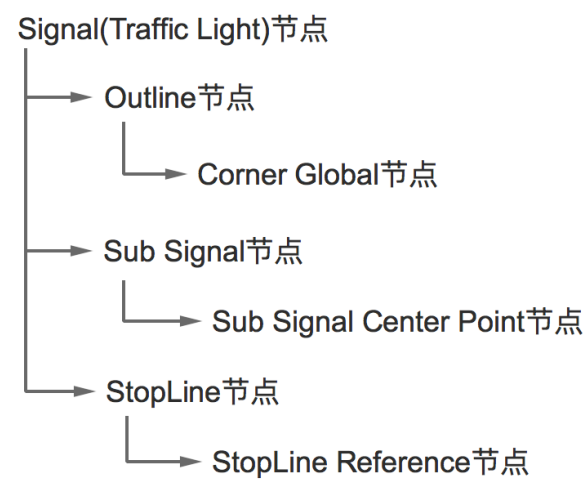 Signal(Traffic Light)节点
Outline节点
Corner Global节点
Sub Signal节点
Sub Signal Center Point节点
StopLine节点
StopLine Reference节点